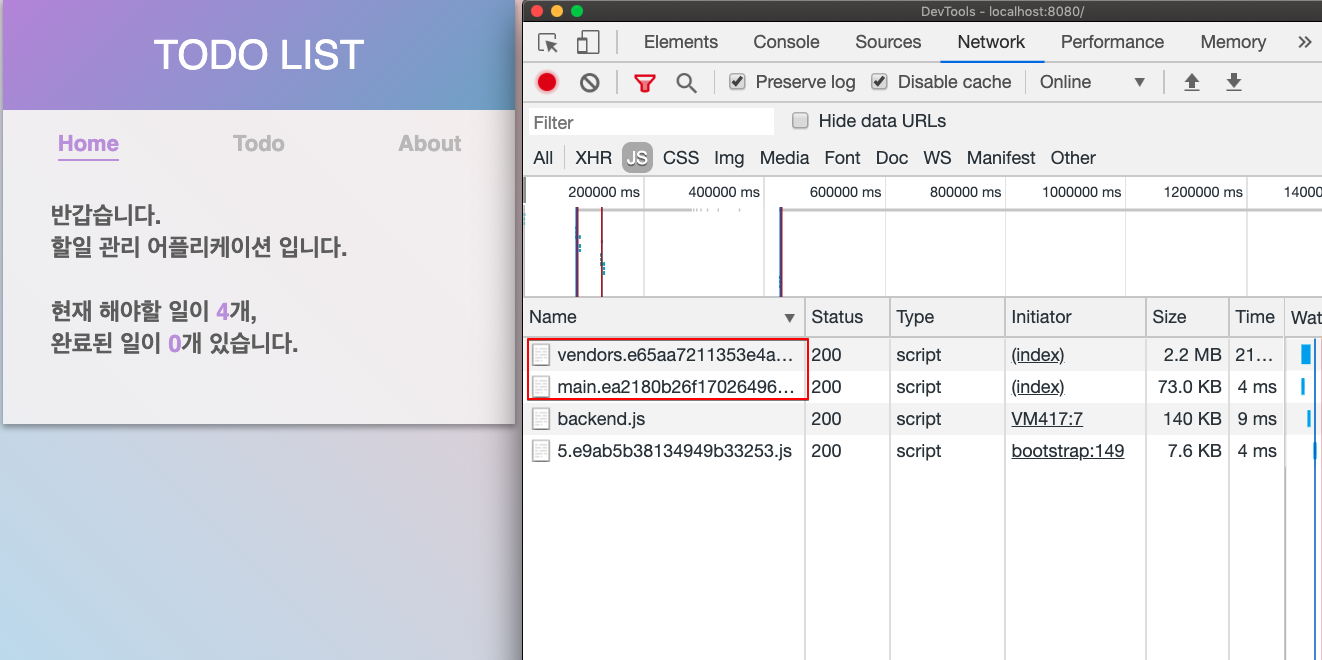 TODO LIST
Home Todo About
반갑습니다.
할일 관리 어플리케이션 입니다.
현재 해야할 일이 4개,
완료된 일이 0개 있습니다.
DevTools - localhost:8080/
Elements Console Sources Network Performance Memory »
Preserve log Disable cache Online
Filter Hide data URLs
All XHR JS CSS Img Media Font Doc WS Manifest Other
200000 ms 400000 ms 600000 ms 800000 ms 1000000 ms 1200000 ms 14000
Name Status Type Initiator Size Time Wat
vendors.e65aa7211353e4a… 200 script (index) 2.2 MB 21…
main.ea2180b26f17026496… 200 script (index) 73.0 KB 4 ms
backend.js 200 script VM417:7 140 KB 9 ms
5.e9ab5b38134949b33253.js 200 script bootstrap:149 7.6 KB 4 ms